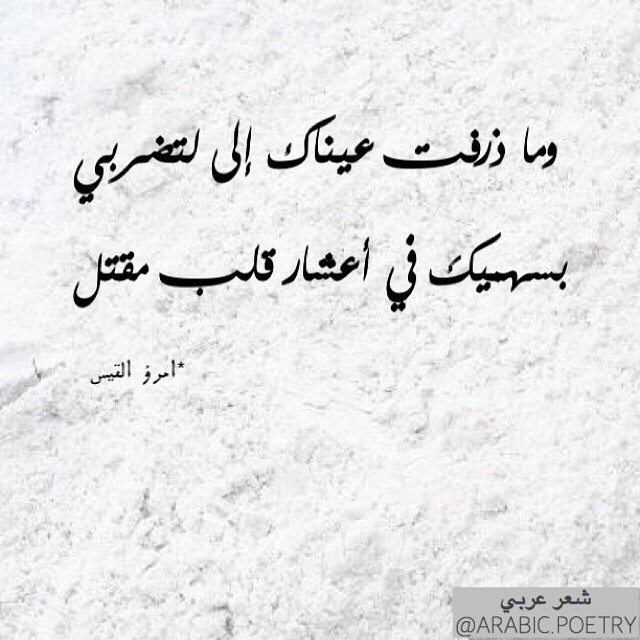 وما ذرفت عيناك إلى لتضربي
بسهميك في أعشار قلب مقتل
*امرؤ القيس
شعر عربي
@ARABIC.POETRY